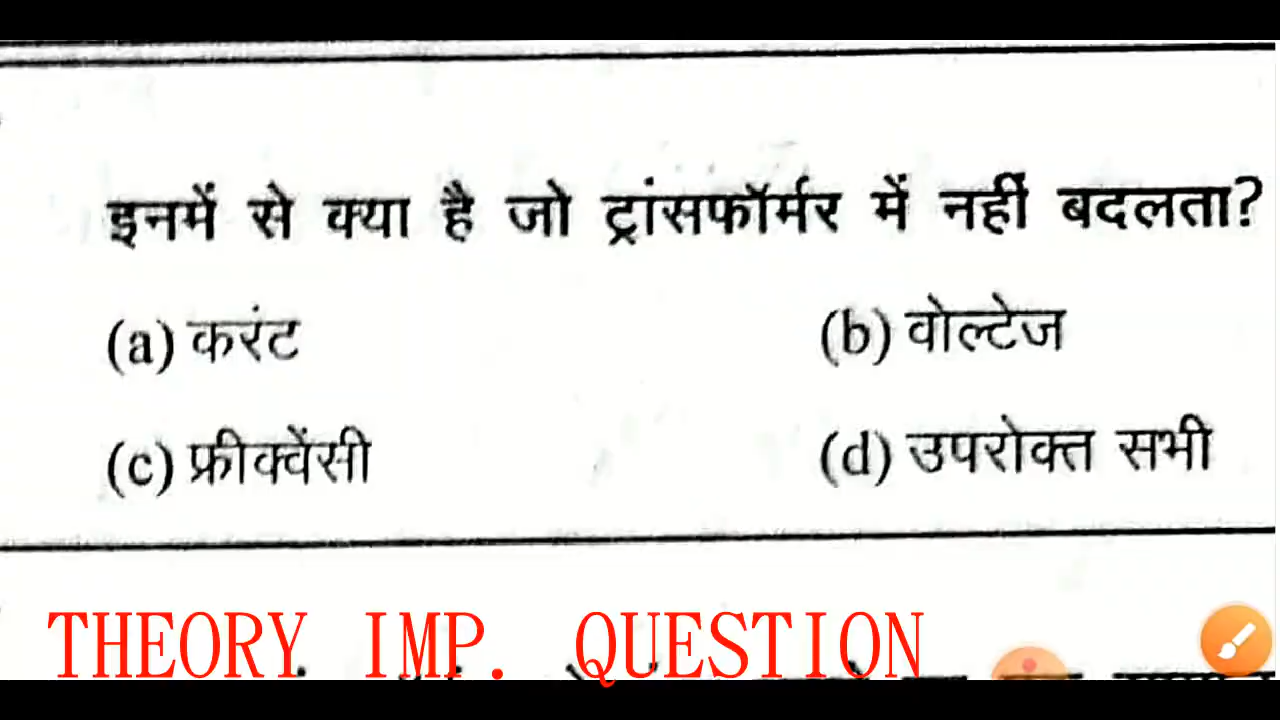 इनमें से क्या है जो ट्रांसफॉर्मर में नहीं बदलता?
(a) करंट (b) वोल्टेज
(c) फ्रीक्वेंसी (d) उपरोक्त सभी
THEORY IMP. QUESTION